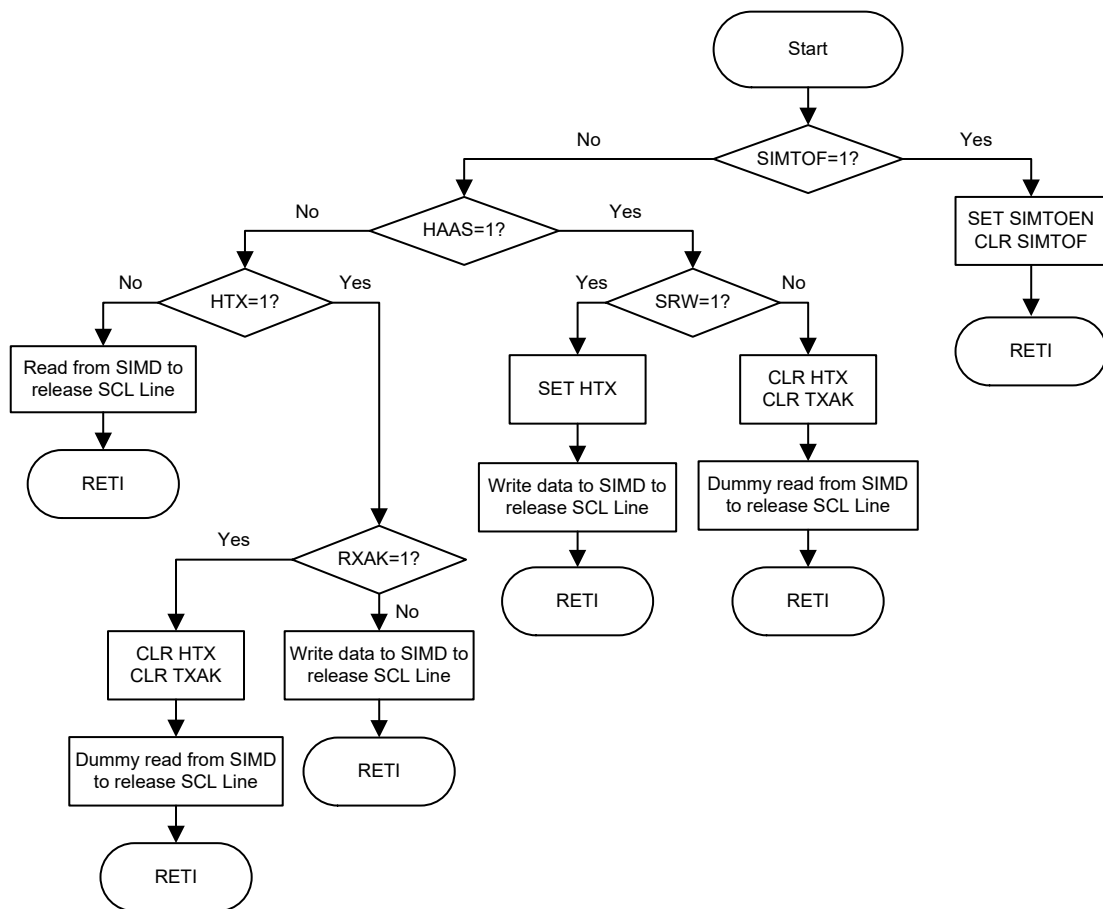 Start
No
SIMTOF=1?
Yes
No
HAAS=1?
Yes
SET SIMTOEN
CLR SIMTOF
RETI
No
HTX=1?
Yes
Yes
SRW=1?
No
Read from SIMD to
release SCL Line
RETI
SET HTX
CLR HTX
CLR TXAK
Write data to SIMD to
release SCL Line
Dummy read from SIMD
to release SCL Line
RETI
RETI
Yes
RXAK=1?
No
CLR HTX
CLR TXAK
Write data to SIMD to
release SCL Line
Dummy read from SIMD
to release SCL Line
RETI
RETI